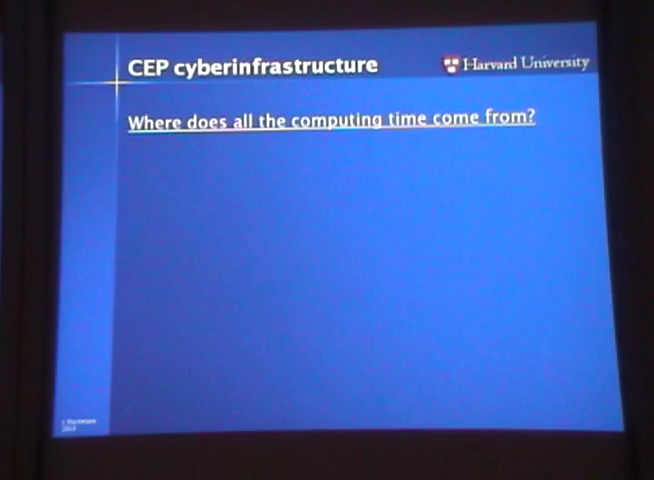 CEP cyberinfrastructure
Harvard University
Where does all the computing time come from?